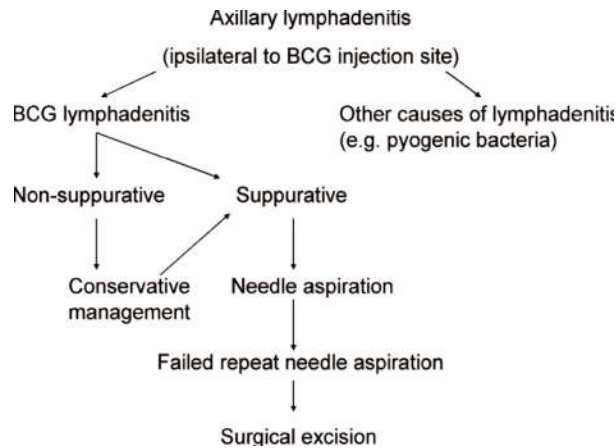 Axillary lymphadenitis
(ipsilateral to BCG injection site)
BCG lymphadenitis
Other causes of lymphadenitis
(e.g. pyogenic bacteria)
Non-suppurative
Suppurative
Conservative
management
Needle aspiration
Failed repeat needle aspiration
Surgical excision